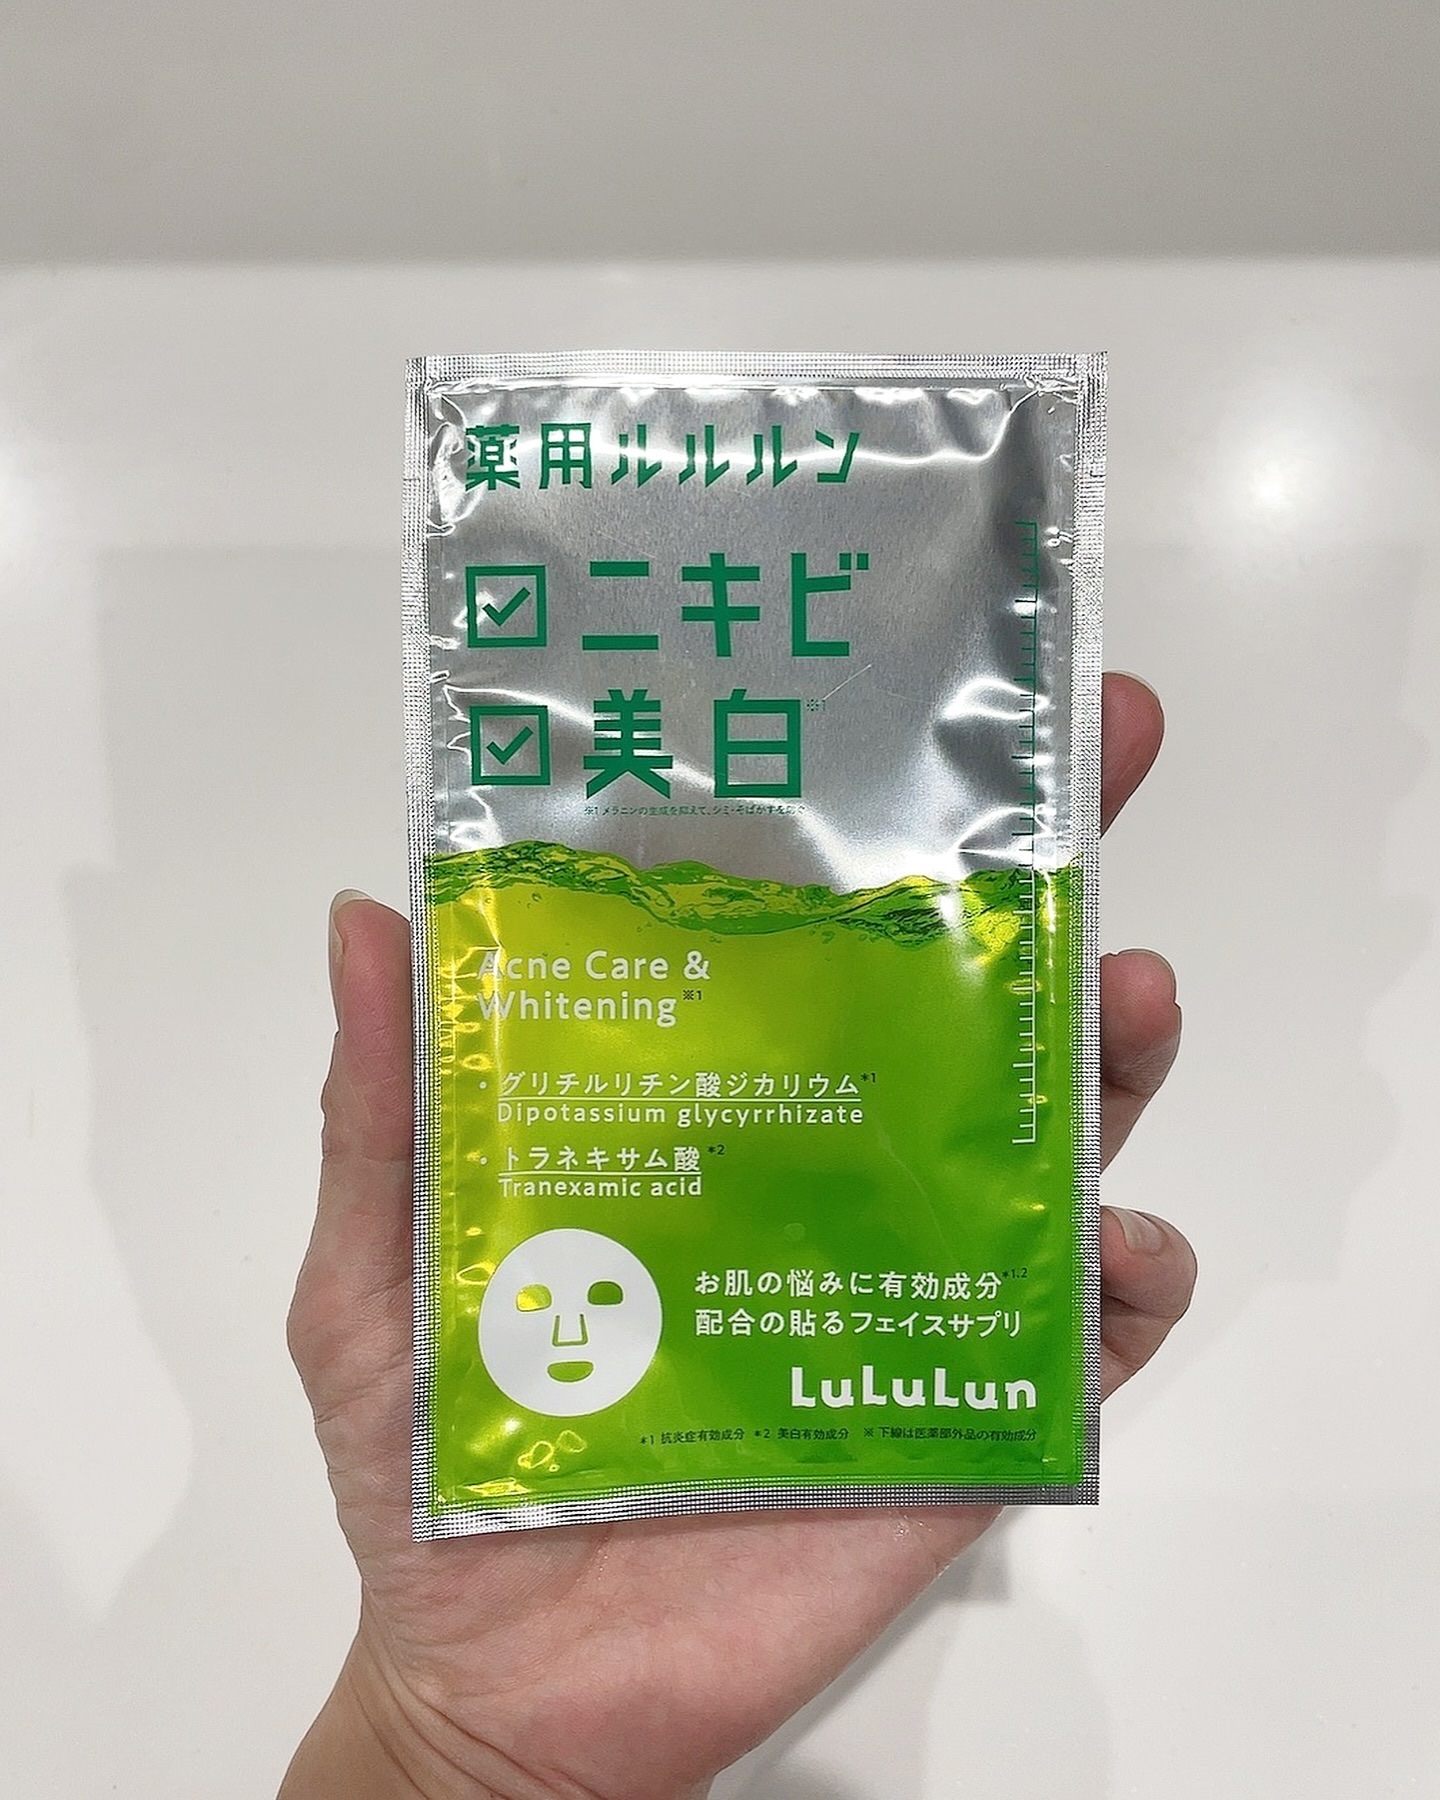 薬用ルルルン
ニキビ
美白※1
※1 メラニンの生成を抑えて、シミ・そばかすを防ぐ
Acne Care &
Whitening※1
・グリチルリチン酸ジカリウム*1
Dipotassium glycyrrhizate
・トラネキサム酸*2
Tranexamic acid
お肌の悩みに有効成分*1,2
配合の貼るフェイスサプリ
LuLuLun
*1 抗炎症有効成分 *2 美白有効成分 ※下線は医薬部外品の有効成分